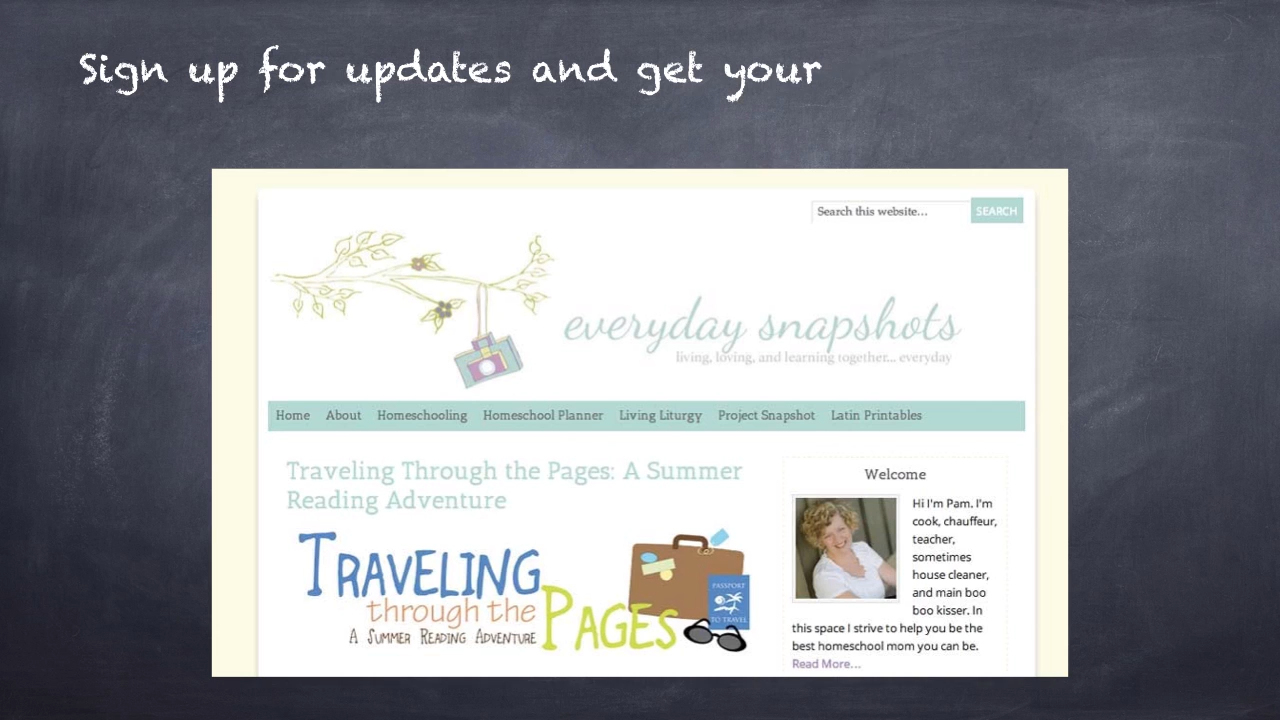 Sign up for updates and get your
Search this website...
SEARCH
everyday snapshots
living, loving, and learning together... everyday
Home About Homeschooling Homeschool Planner Living Liturgy Project Snapshot Latin Printables
Traveling Through the Pages: A Summer
Reading Adventure
TRAVELING
through the
PAGES
A SUMMER READING ADVENTURE
PASSPORT
TO TRAVEL
Welcome
Hi I'm Pam. I'm
cook, chauffeur,
teacher,
sometimes
house cleaner,
and main boo
boo kisser. In
this space I strive to help you be the
best homeschool mom you can be.
Read More...